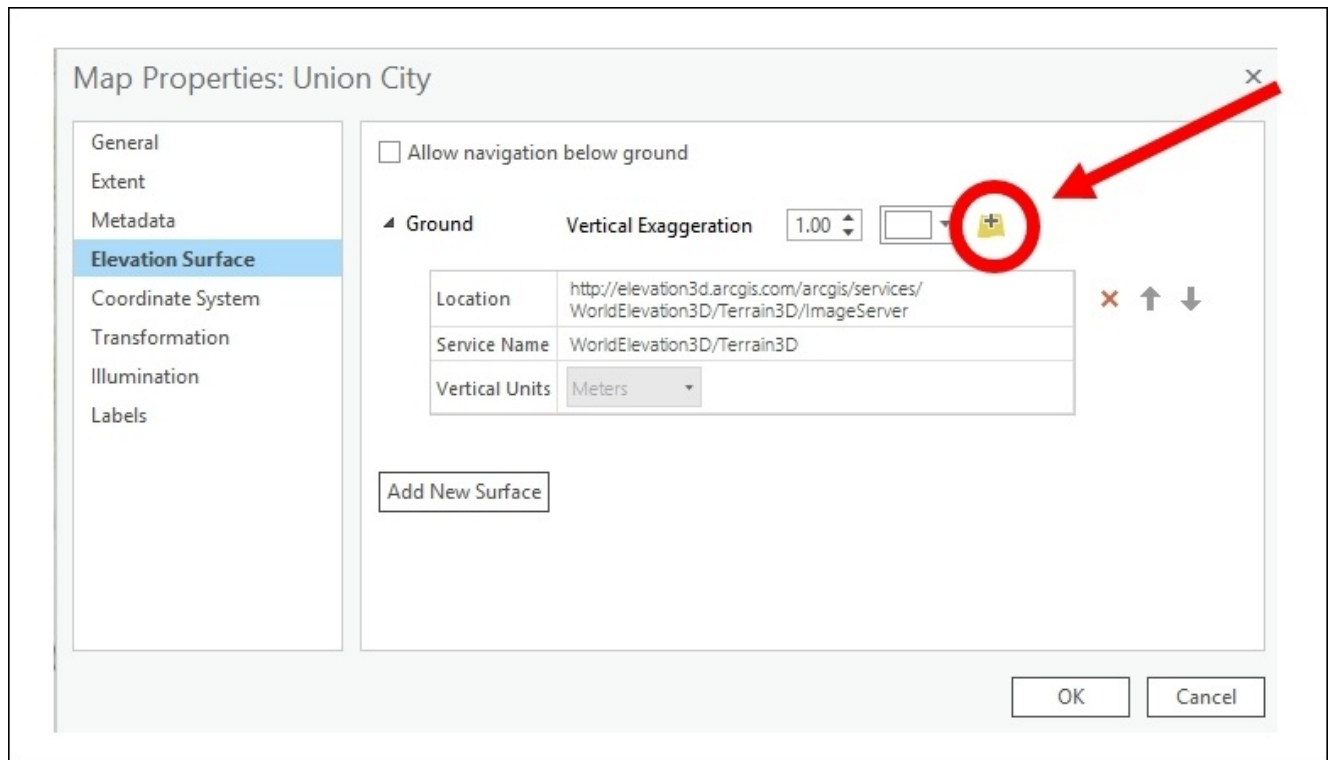 Map Properties: Union City
General
Extent
Metadata
Elevation Surface
Coordinate System
Transformation
Illumination
Labels
Allow navigation below ground
Ground Vertical Exaggeration 1.00
Location http://elevation3d.arcgis.com/arcgis/services/
WorldElevation3D/Terrain3D/ImageServer
Service Name WorldElevation3D/Terrain3D
Vertical Units Meters
Add New Surface
OK Cancel